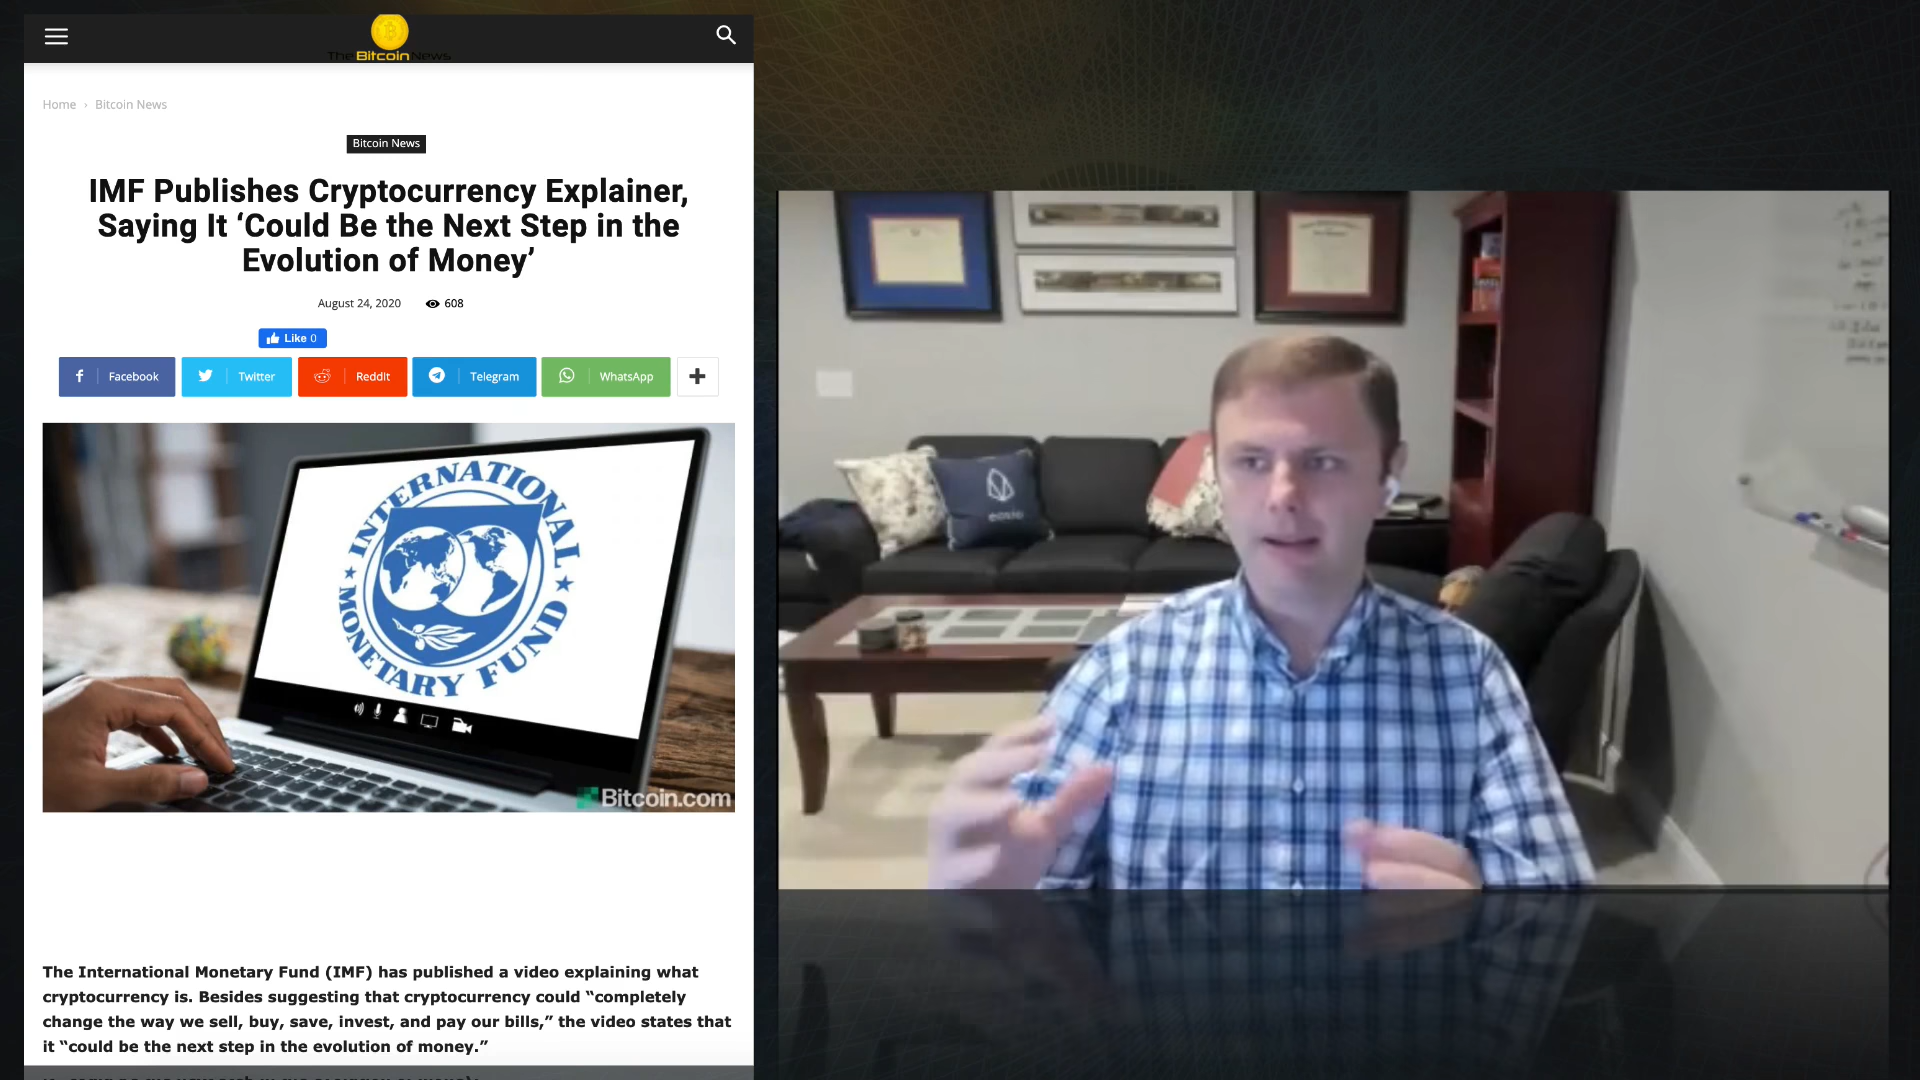 The Bitcoin News
Home › Bitcoin News
Bitcoin News
IMF Publishes Cryptocurrency Explainer,
Saying It ‘Could Be the Next Step in the
Evolution of Money’
August 24, 2020 608
Like 0
Facebook Twitter Reddit Telegram WhatsApp
INTERNATIONAL
MONETARY FUND
Bitcoin.com
eosio
The International Monetary Fund (IMF) has published a video explaining what
cryptocurrency is. Besides suggesting that cryptocurrency could “completely
change the way we sell, buy, save, invest, and pay our bills,” the video states that
it “could be the next step in the evolution of money.”